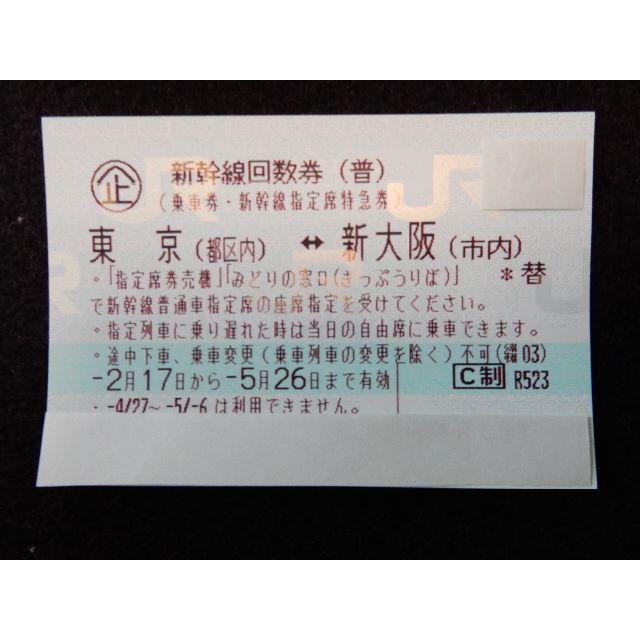 企 新幹線回数券(普)
(乗車券・新幹線指定席特急券)
東 京(都区内) ↔ 新大阪(市内)
・「指定席券売機」「みどりの窓口(きっぷうりば)」 *替
で新幹線普通車指定席の座席指定を受けてください。
・指定列車に乗り遅れた時は当日の自由席に乗車できます。
・途中下車、乗車変更(乗車列車の変更を除く)不可( 03)
-2月17日から-5月26日まで有効 C制 R523
・-4/27~-5/-6は利用できません。